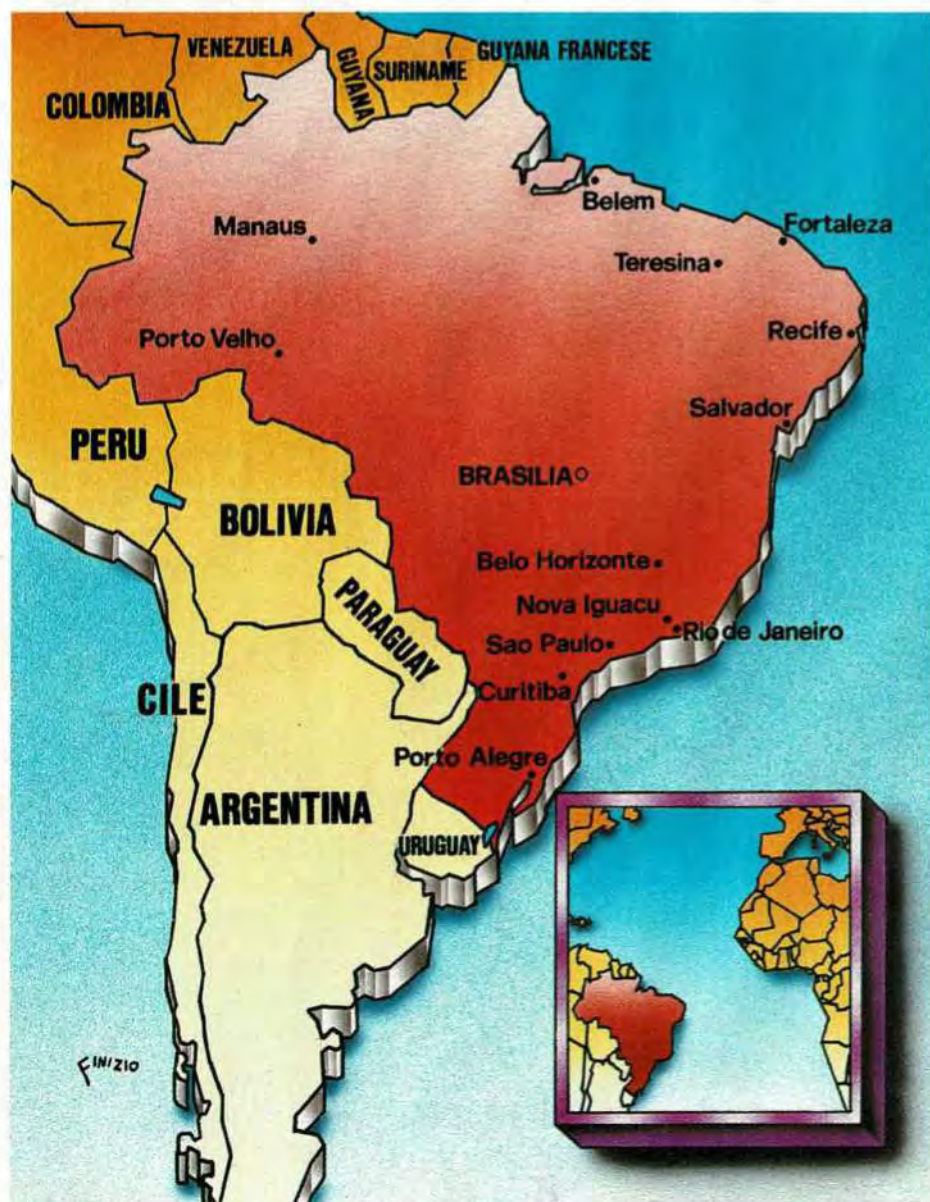 VENEZUELA
GUYANA FRANCESE
GUYANA
SURINAME
COLOMBIA
Belem
Manaus
Fortaleza
Teresina
Porto Velho
Recife
Salvador
PERU
BRASILIA
BOLIVIA
Belo Horizonte
PARAGUAY
Nova Iguacu
Rio de Janeiro
Sao Paulo
CILE
Curitiba
Porto Alegre
ARGENTINA
URUGUAY
FINIZIO